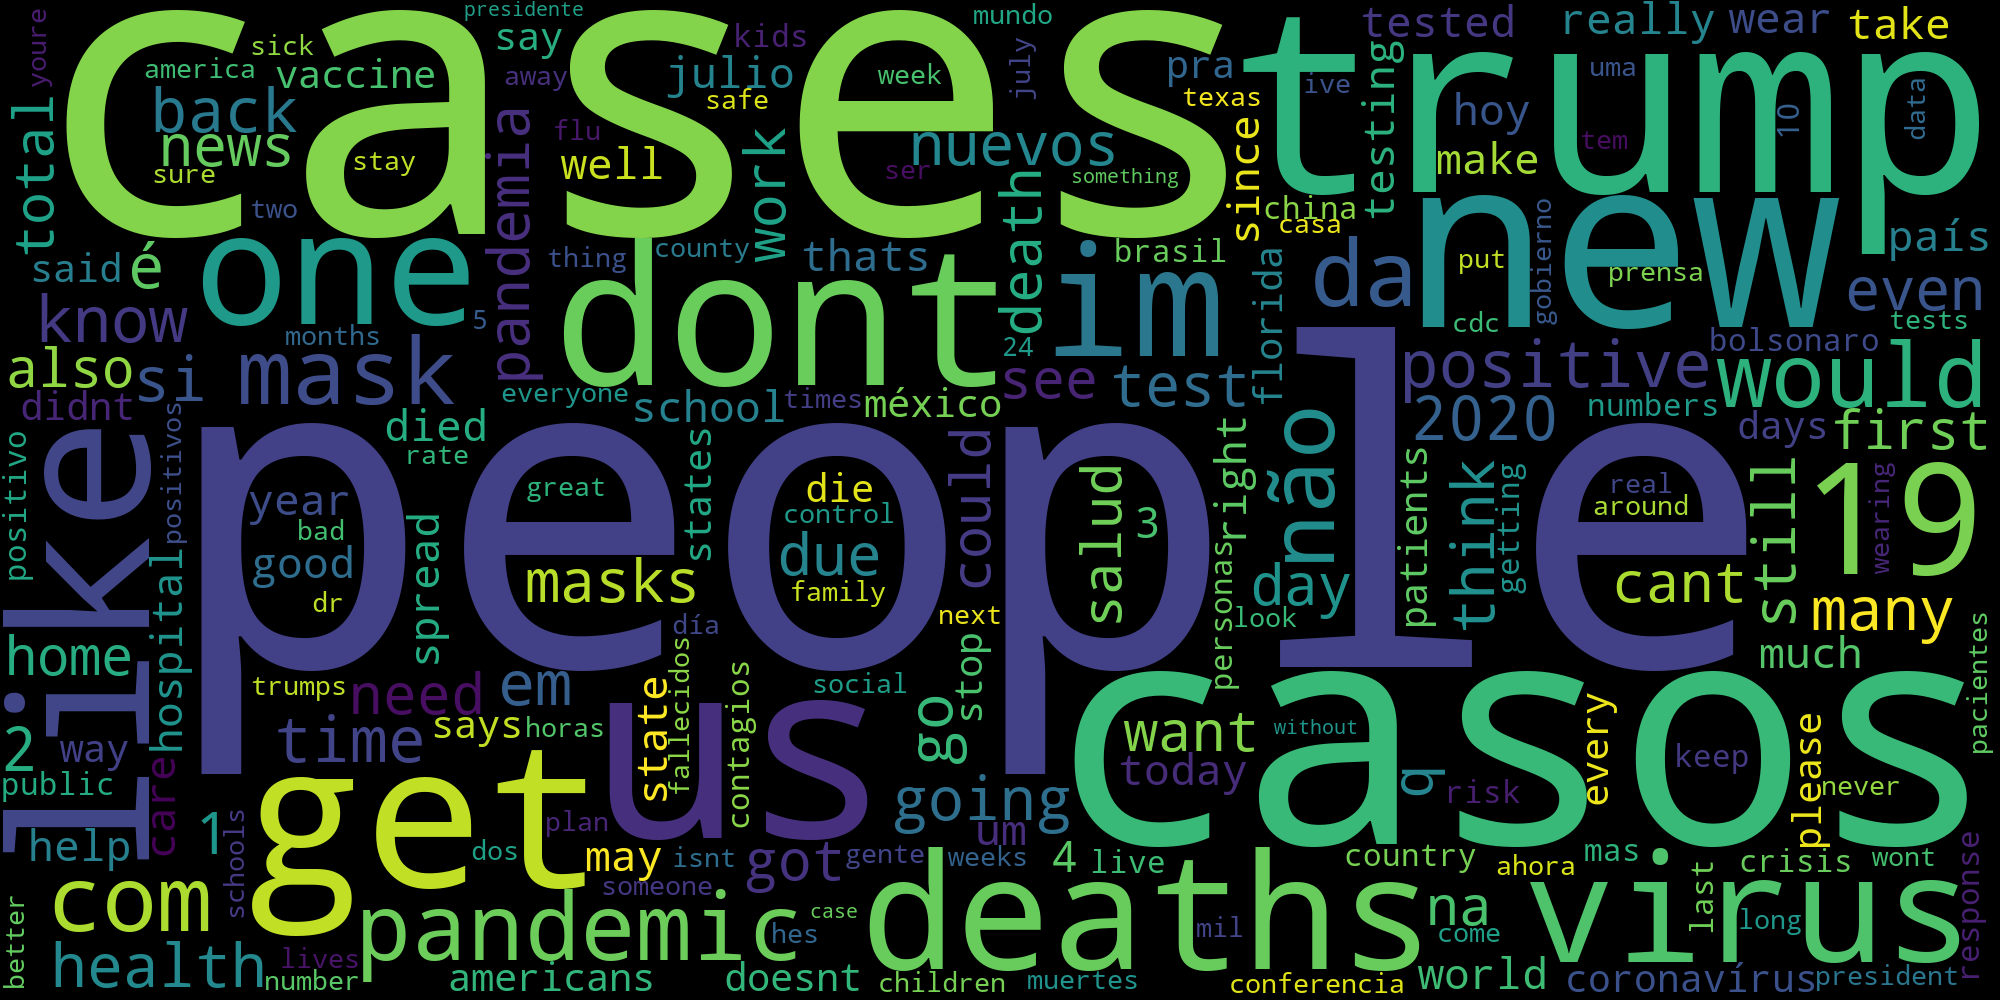 presidente
cases
trump
mundo
say
kids
tested
really
wear
take
youre
sick
america
vaccine
away
julio
week
july
pra
uma
total
back
safe
texas
ive
10
data
news
stay
flu
well
work
nuevos
since
testing
hoy
tem
make
sure
pandemia
ser
something
two
one
county
thats
death
china
casa
new
país
é
said
thing
dont
im
brasil
florida
da
put
gobierno
prensa
even
know
months
5
24
cdc
tests
also
si
mask
see
test
positive
bolsonaro
would
didnt
everyone
school
times
méxico
2020
numbers
days
first
like
positivo
positivos
died
rate
states
could
salud
3
right
não
patients
think
getting
real
around
still
19
wearing
year
bad
great
die
control
people
good
dr
spread
masks
due
family
next
personas
day
look
cant
many
home
hospital
día
stop
much
pacientes
trumps
need
em
social
us
casos
2
way
time
says
horas
state
fallecidos
contagios
go
want
without
today
q
every
keep
please
public
care
get
going
risk
never
help
1
schools
plan
um
dos
may
isnt
got
gente
weeks
4
live
country
ahora
mas
crisis
wont
com
someone
deaths
virus
last
response
better
pandemic
case
hes
mil
na
come
long
health
lives
number
americans
doesnt
children
muertes
conferencia
world
coronavírus
president